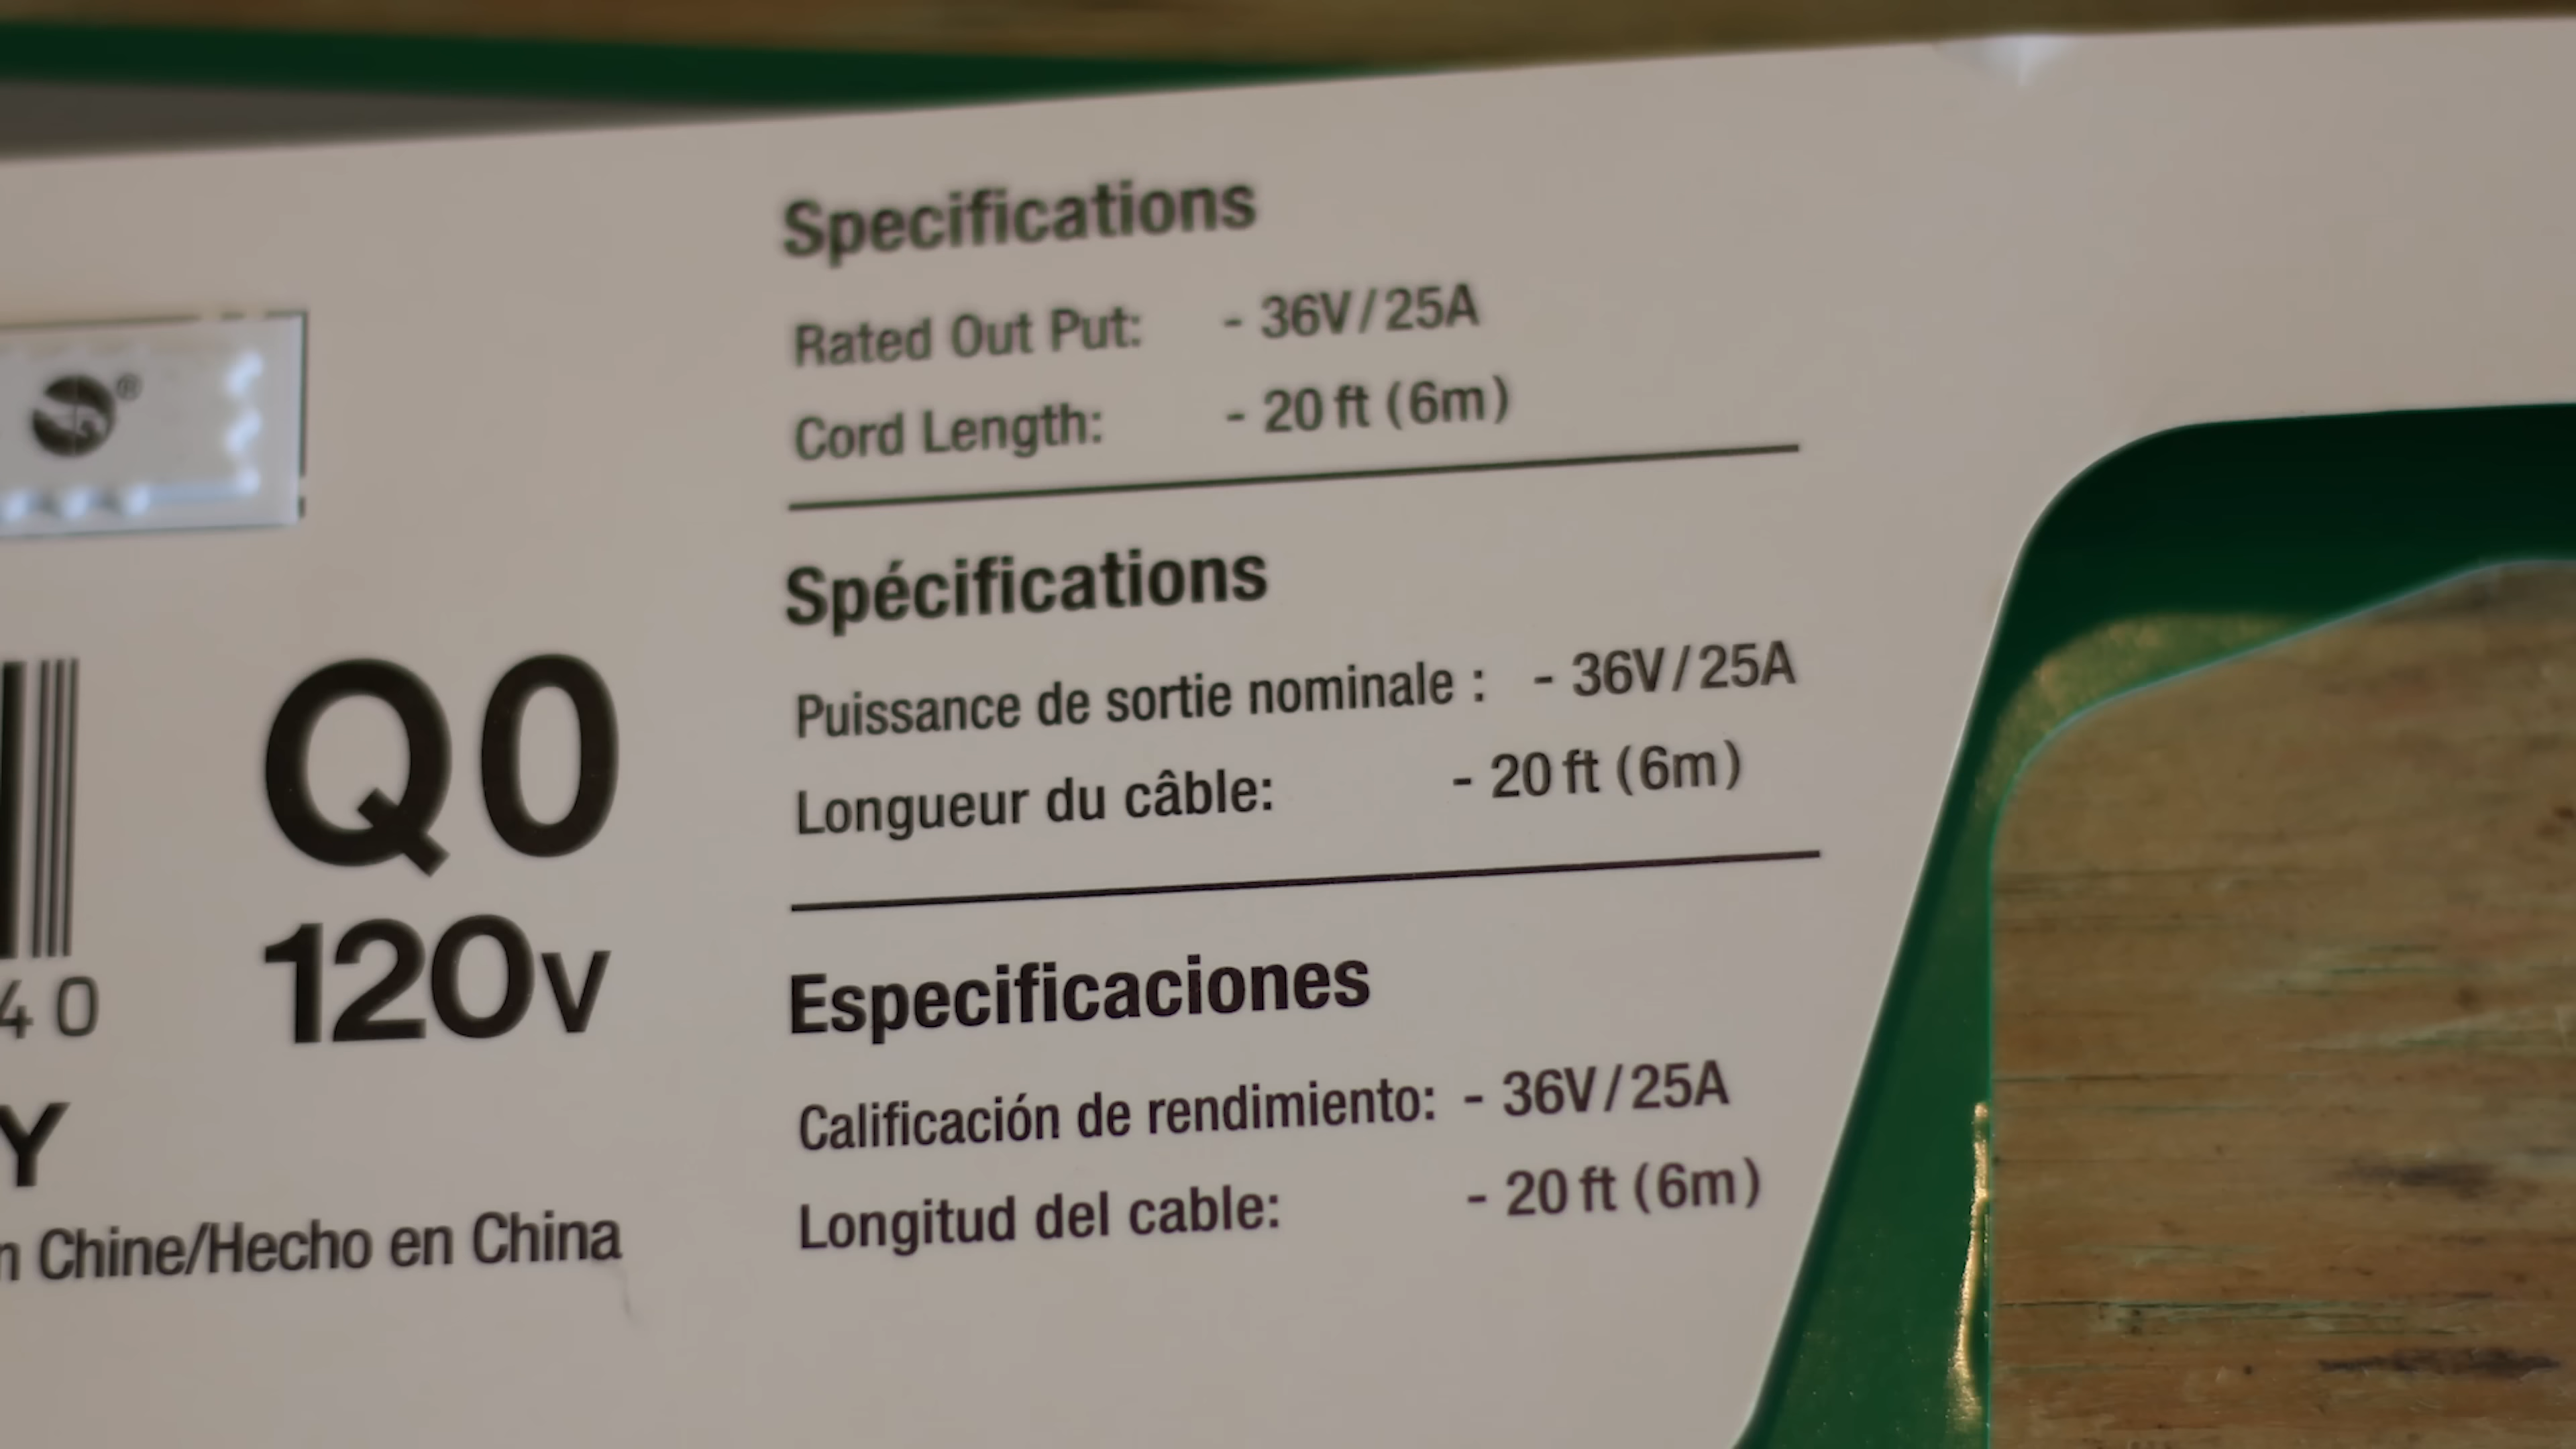 Specifications
Rated Out Put: - 36V/25A
Cord Length: - 20 ft (6m)
Spécifications
Puissance de sortie nominale : - 36V/25A
Longueur du câble: - 20 ft (6m)
Especificaciones
Calificación de rendimiento: - 36V/25A
Longitud del cable: - 20 ft (6m)
®
Q0
120V
40
Y
n Chine/Hecho en China